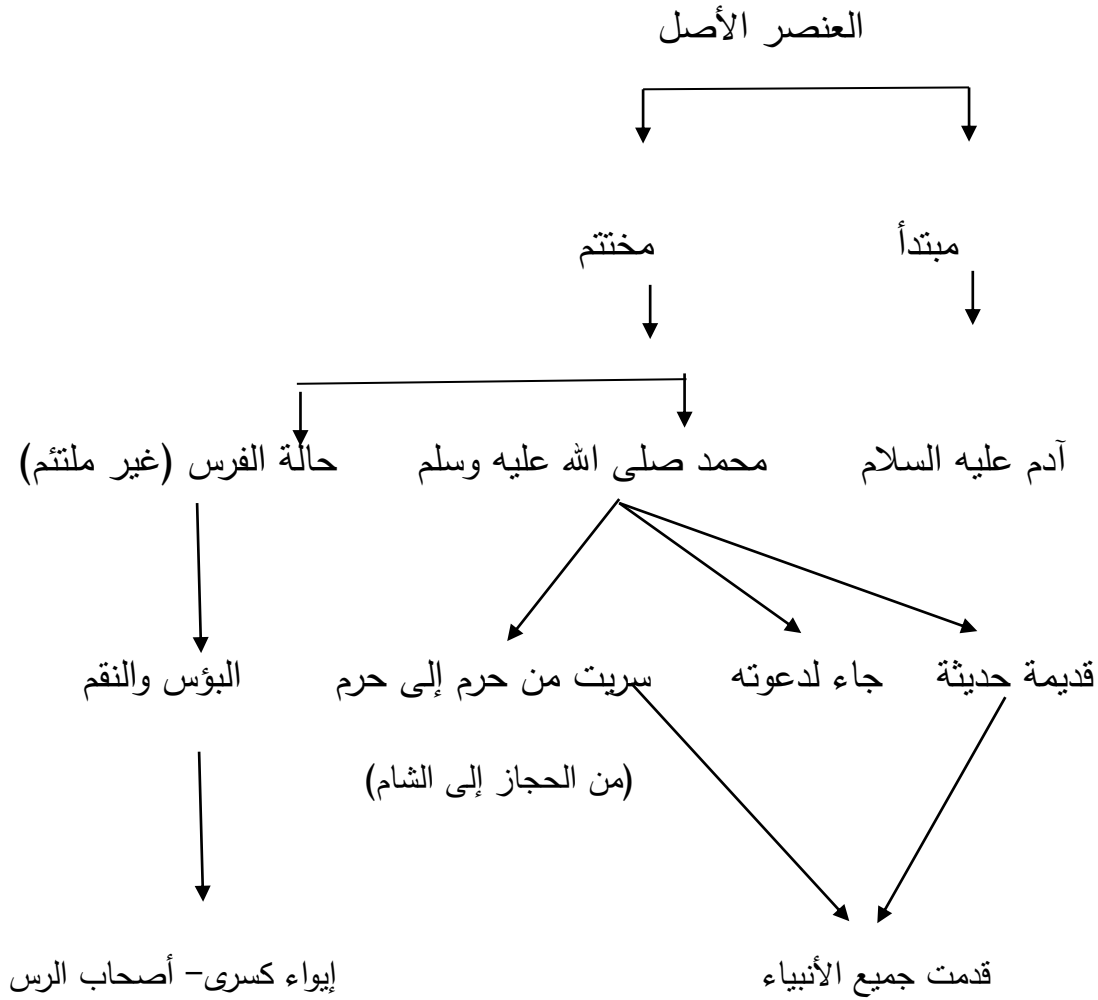 العنصر الأصل
مبتدأ مختتم
آدم عليه السلام محمد صلى الله عليه وسلم حالة الفرس (غير ملتئم)
قديمة حديثة جاء لدعوته سريت من حرم إلى حرم البؤس والنقم
(من الحجاز إلى الشام)
قدمت جميع الأنبياء إيواء كسرى- أصحاب الرس